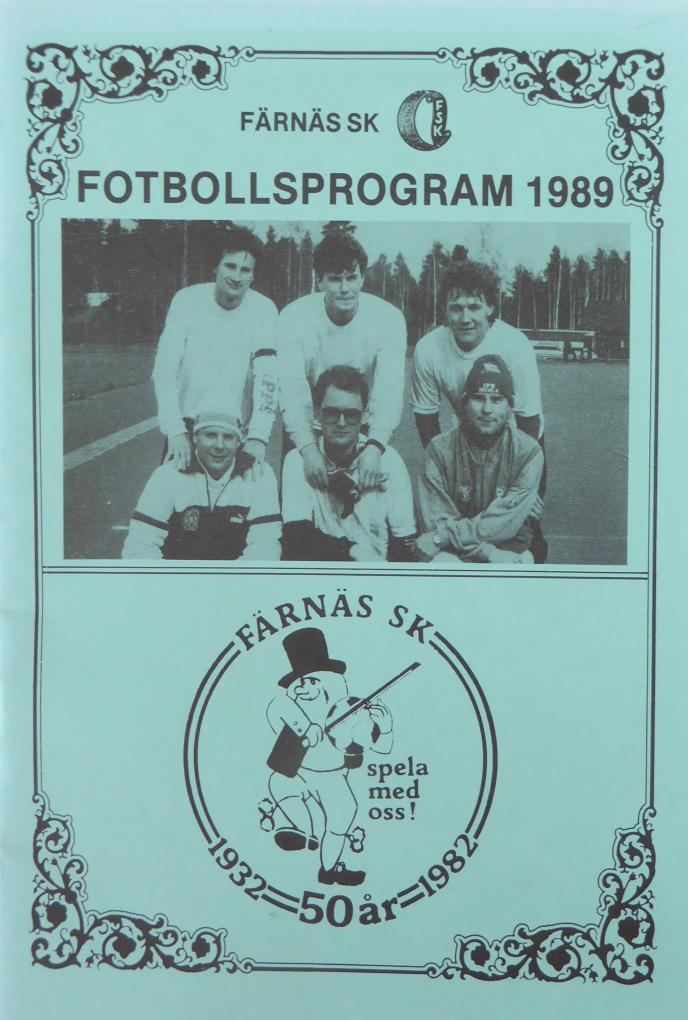 FÄRNÄS SK
FSK
FOTBOLLSPROGRAM 1989
FÄRNÄS SK
spela
med
oss!
1932 = 50 år = 1982